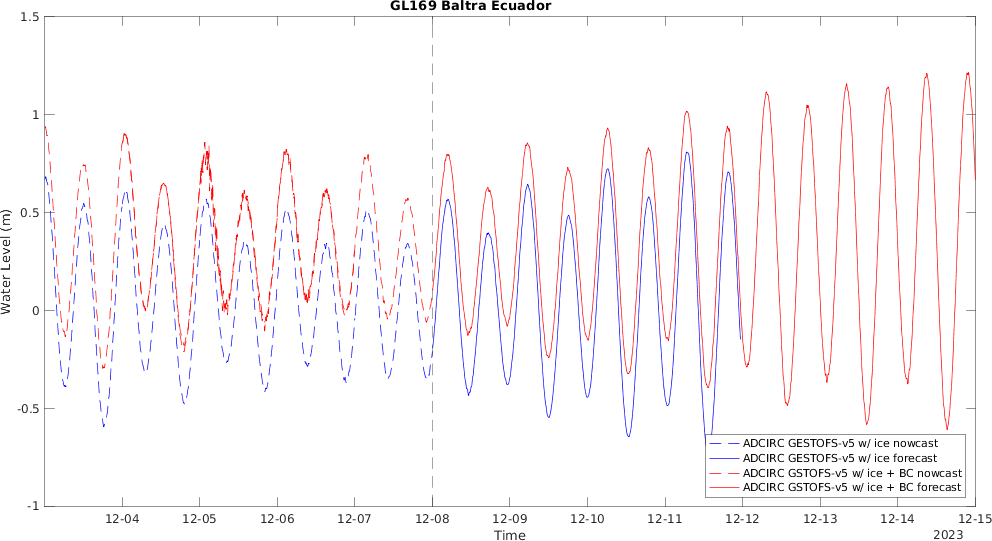 GL169 Baltra Ecuador
1.5
1
0.5
0
-0.5
-1
Water Level (m)
ADCIRC GESTOFS-v5 w/ ice nowcast
ADCIRC GESTOFS-v5 w/ ice forecast
ADCIRC GSTOFS-v5 w/ ice + BC nowcast
ADCIRC GSTOFS-v5 w/ ice + BC forecast
12-04 12-05 12-06 12-07 12-08 12-09 12-10 12-11 12-12 12-13 12-14 12-15
Time
2023